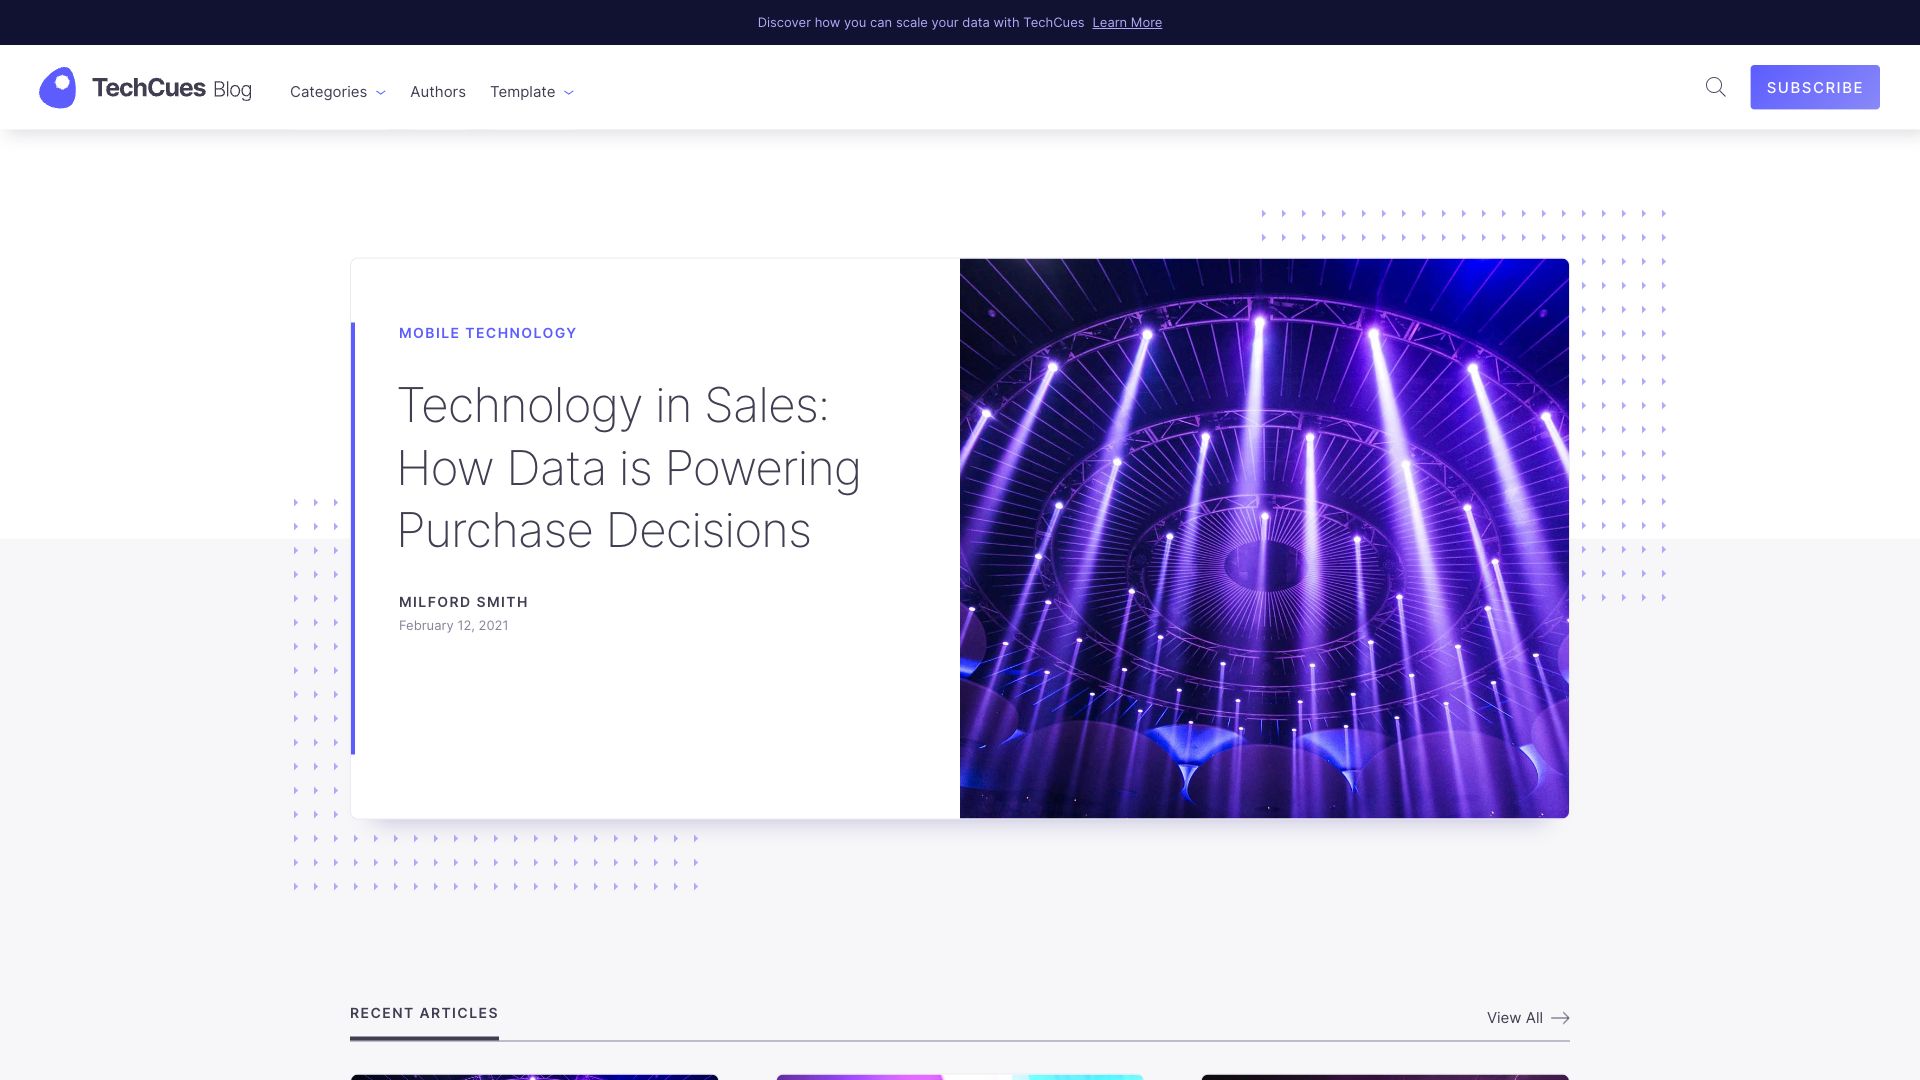 Discover how you can scale your data with TechCues Learn More
TechCues Blog
Categories
Authors
Template
SUBSCRIBE
MOBILE TECHNOLOGY
Technology in Sales:
How Data is Powering
Purchase Decisions
MILFORD SMITH
February 12, 2021
RECENT ARTICLES
View All